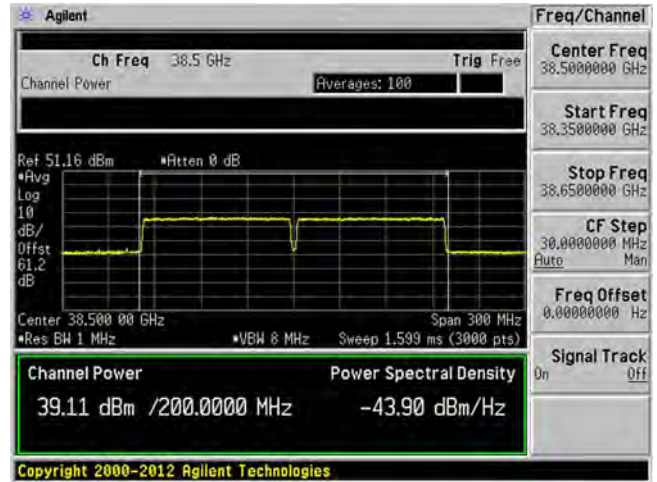 Agilent
Freq/Channel
Ch Freq 38.5 GHz Trig Free
Channel Power Averages: 100
Center Freq
38.5000000 GHz
Start Freq
38.3500000 GHz
Stop Freq
38.6500000 GHz
CF Step
30.0000000 MHz
Auto Man
Freq Offset
0.00000000 Hz
Signal Track
On Off
Ref 51.16 dBm #Atten 0 dB
#Avg
Log
10
dB/
Offst
61.2
dB
Center 38.500 00 GHz Span 300 MHz
#Res BW 1 MHz #VBW 8 MHz Sweep 1.599 ms (3000 pts)
Channel Power Power Spectral Density
39.11 dBm /200.0000 MHz -43.90 dBm/Hz
Copyright 2000-2012 Agilent Technologies